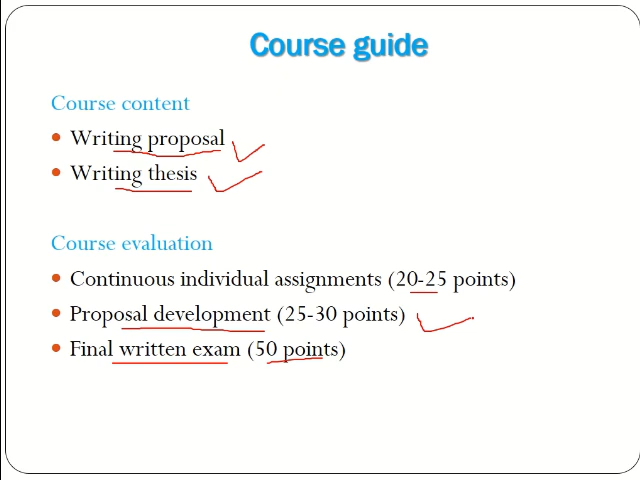 Course guide
Course content
• Writing proposal
• Writing thesis
Course evaluation
• Continuous individual assignments (20-25 points)
• Proposal development (25-30 points)
• Final written exam (50 points)